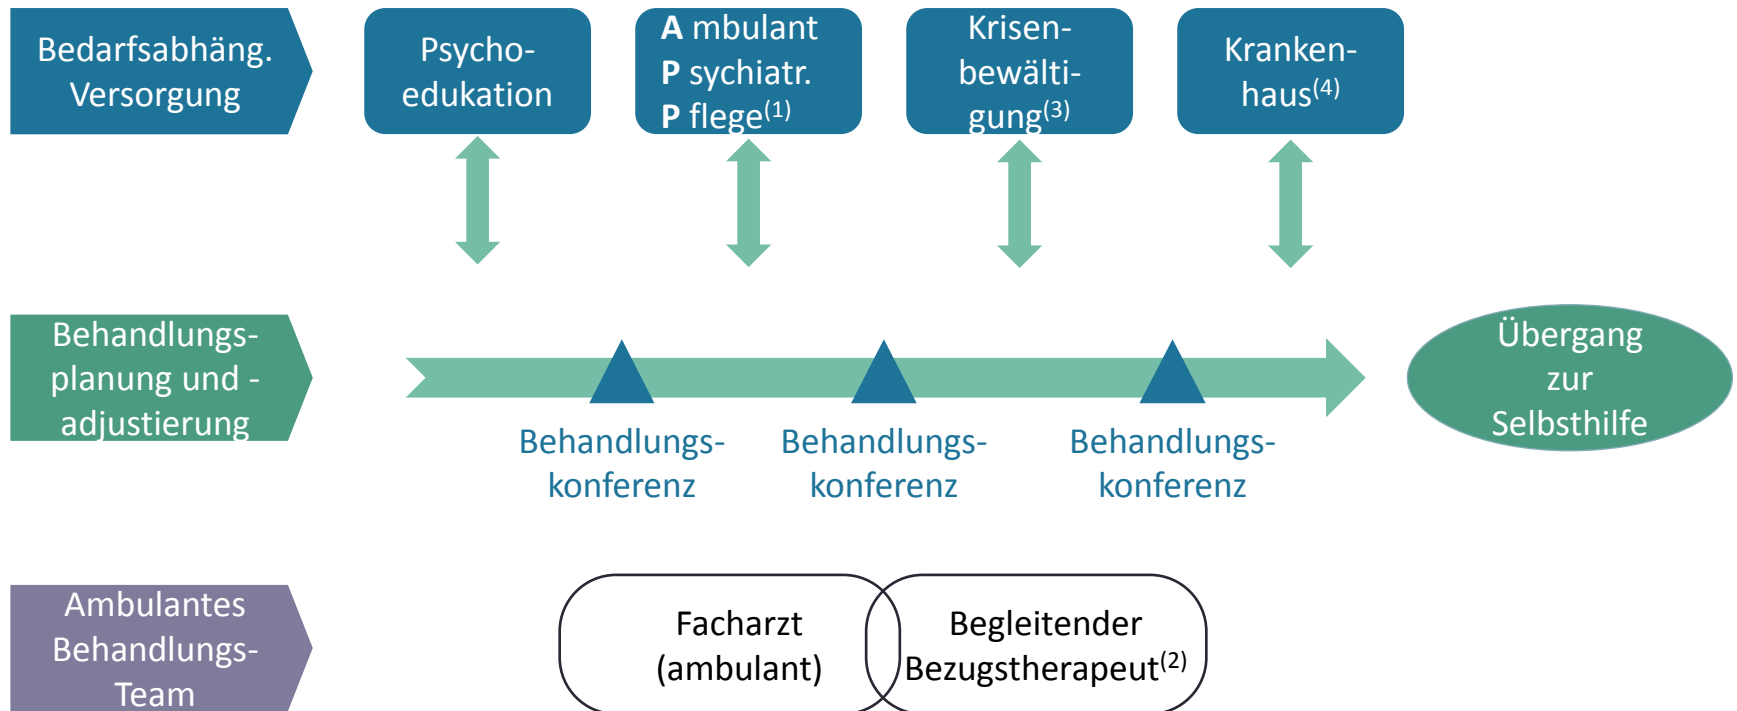 Bedarfsabhäng.
Versorgung
Psycho-
edukation
A mbulant
P sychiatr.
P flege(1)
Krisen-
bewälti-
gung(3)
Kranken-
haus(4)
Behandlungs-
planung und -
adjustierung
Behandlungs-
konferenz
Behandlungs-
konferenz
Behandlungs-
konferenz
Übergang
zur
Selbsthilfe
Ambulantes
Behandlungs-
Team
Facharzt
(ambulant)
Begleitender
Bezugstherapeut(2)